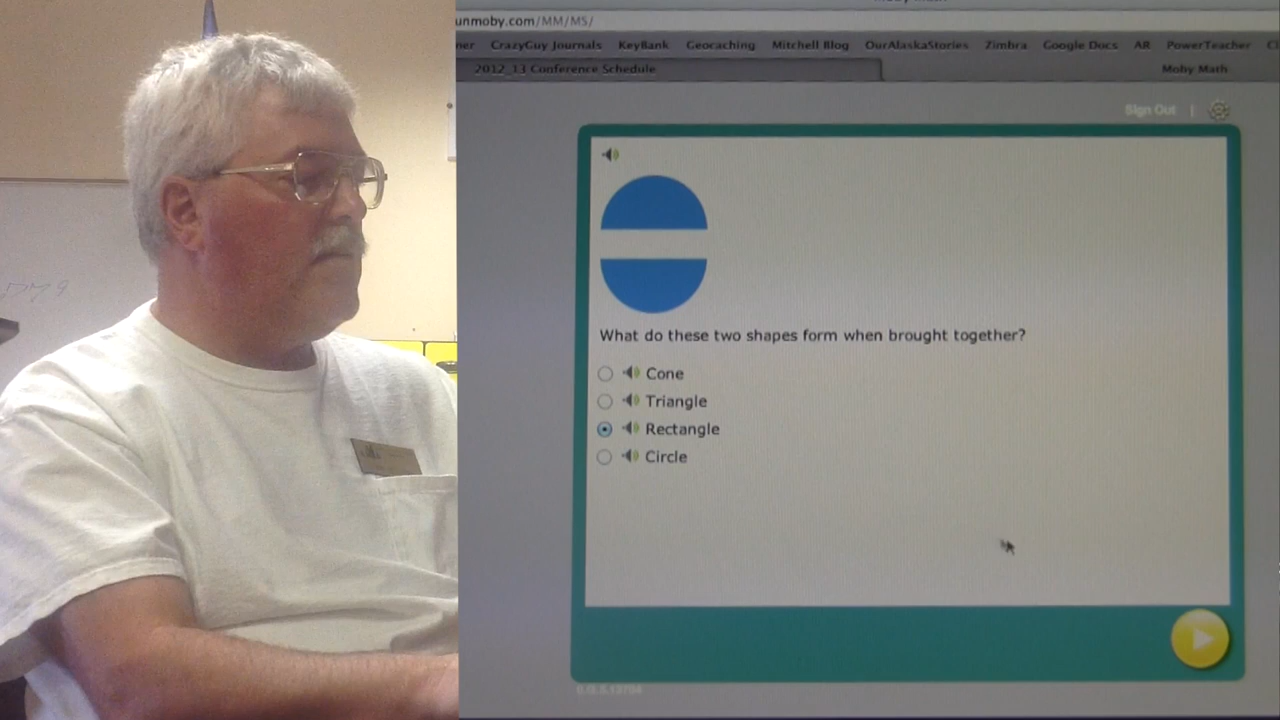 unmoby.com/MM/MS/
ner CrazyGuy Journals KeyBank Geocaching Mitchell Blog OurAlaskaStories Zimbra Google Docs AR PowerTeacher
2012_13 Conference Schedule Moby Math
Sign Out |
What do these two shapes form when brought together?
Cone
Triangle
Rectangle
Circle